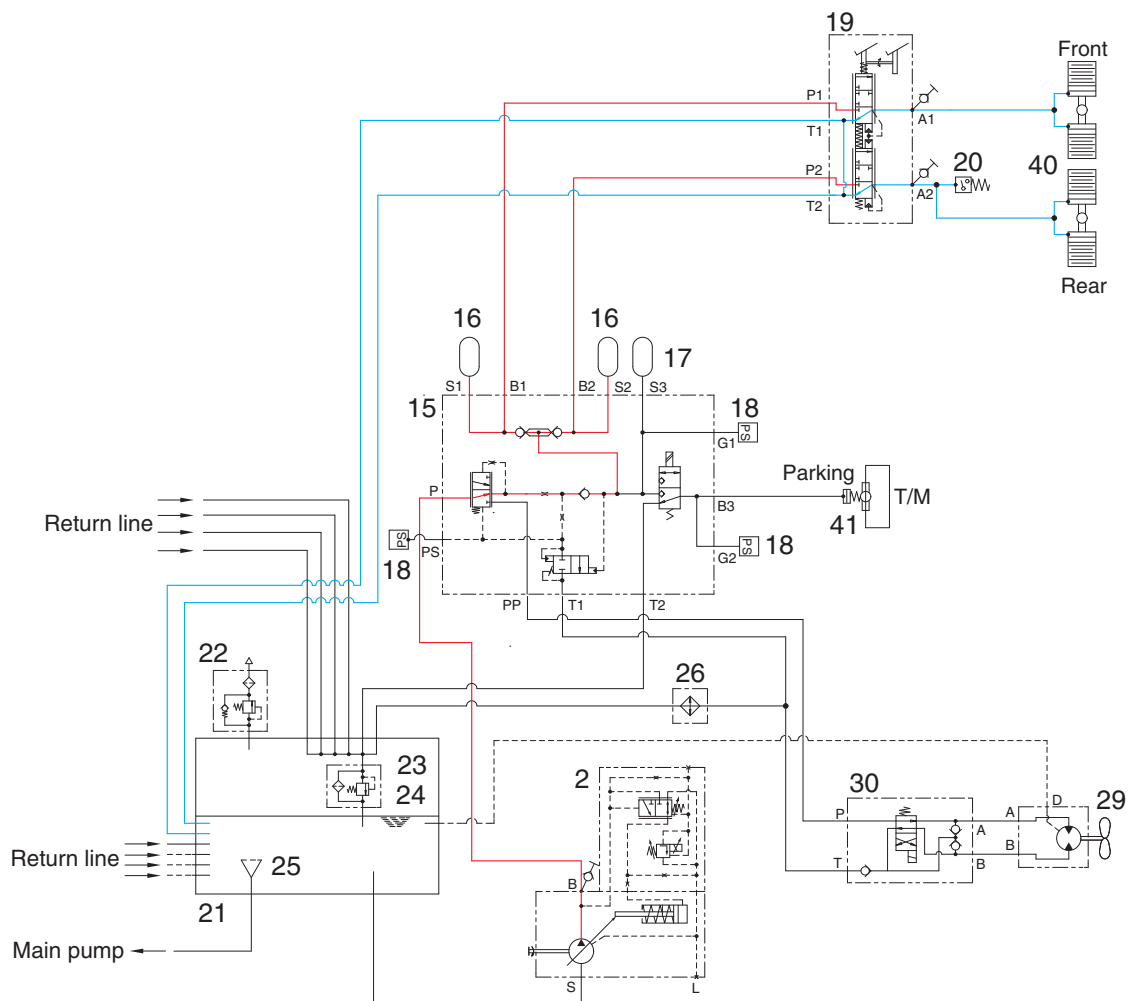 19
Front
P1
A1
T1
P2
20
40
A2
T2
Rear
16
16
17
S1
B1
B2
S2
S3
15
18
PS
G1
Parking
P
T/M
B3
41
Return line
PS
PS
18
PS
18
G2
PP
T1
T2
22
26
23
24
2
30
D
29
P
A
A
Return line
25
B
B
T
B
21
Main pump
S
L